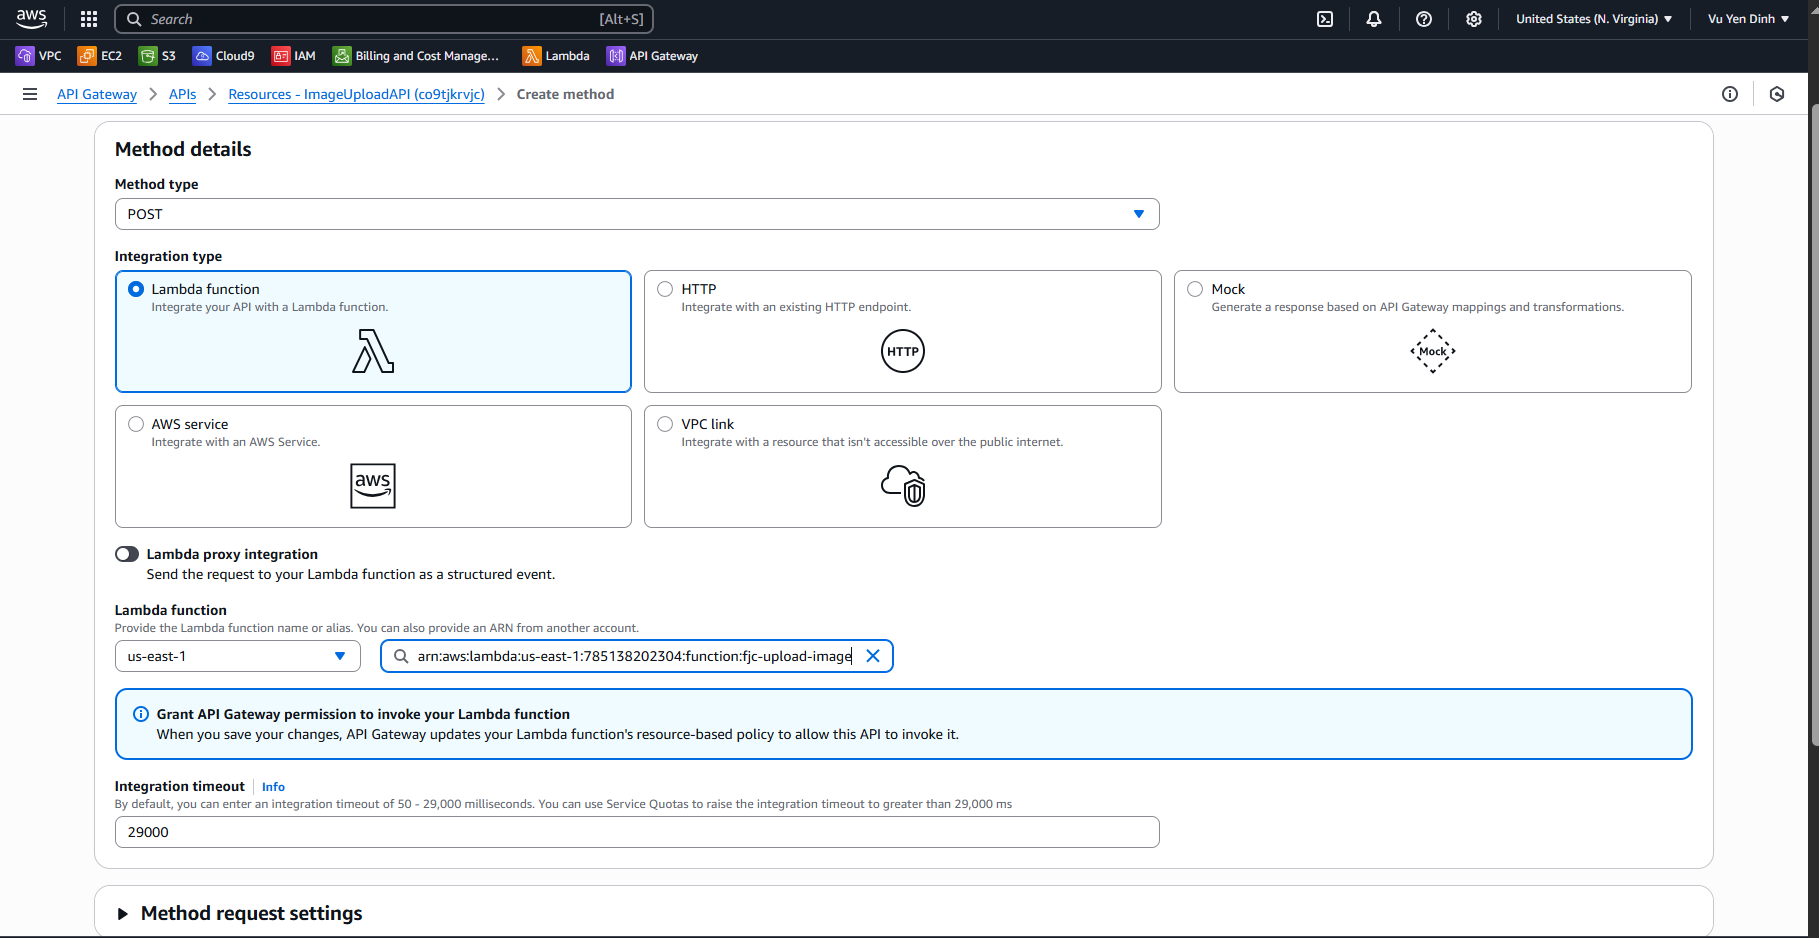 aws
Search
[Alt+S]
United States (N. Virginia)
Vu Yen Dinh
VPC
EC2
S3
Cloud9
IAM
Billing and Cost Manage...
Lambda
API Gateway
API Gateway
APIs
Resources - ImageUploadAPI (co9tjkrvjc)
Create method
Method details
Method type
POST
Integration type
Lambda function
Integrate your API with a Lambda function.
HTTP
Integrate with an existing HTTP endpoint.
HTTP
Mock
Generate a response based on API Gateway mappings and transformations.
Mock
AWS service
Integrate with an AWS Service.
aws
VPC link
Integrate with a resource that isn't accessible over the public internet.
Lambda proxy integration
Send the request to your Lambda function as a structured event.
Lambda function
Provide the Lambda function name or alias. You can also provide an ARN from another account.
us-east-1
arn:aws:lambda:us-east-1:785138202304:function:fjc-upload-image
Grant API Gateway permission to invoke your Lambda function
When you save your changes, API Gateway updates your Lambda function's resource-based policy to allow this API to invoke it.
Integration timeout
Info
By default, you can enter an integration timeout of 50 - 29,000 milliseconds. You can use Service Quotas to raise the integration timeout to greater than 29,000 ms
29000
Method request settings